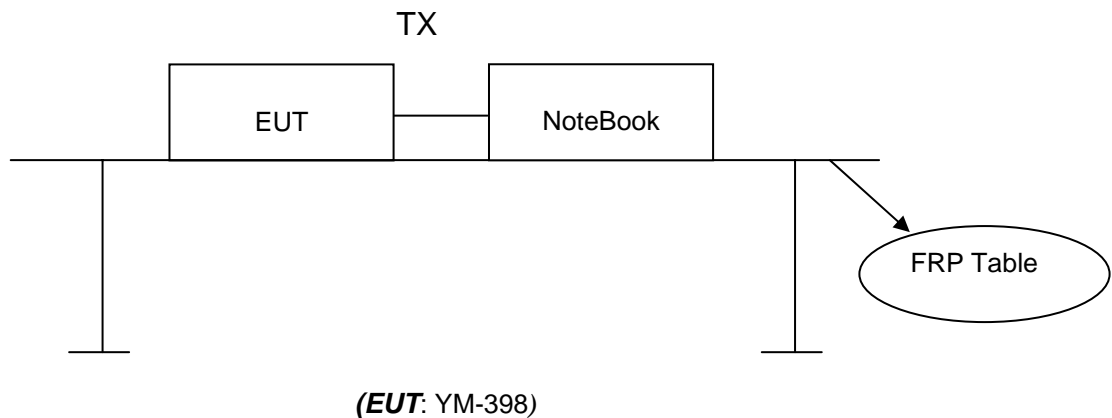 TX
EUT
NoteBook
FRP Table
(EUT: YM-398)